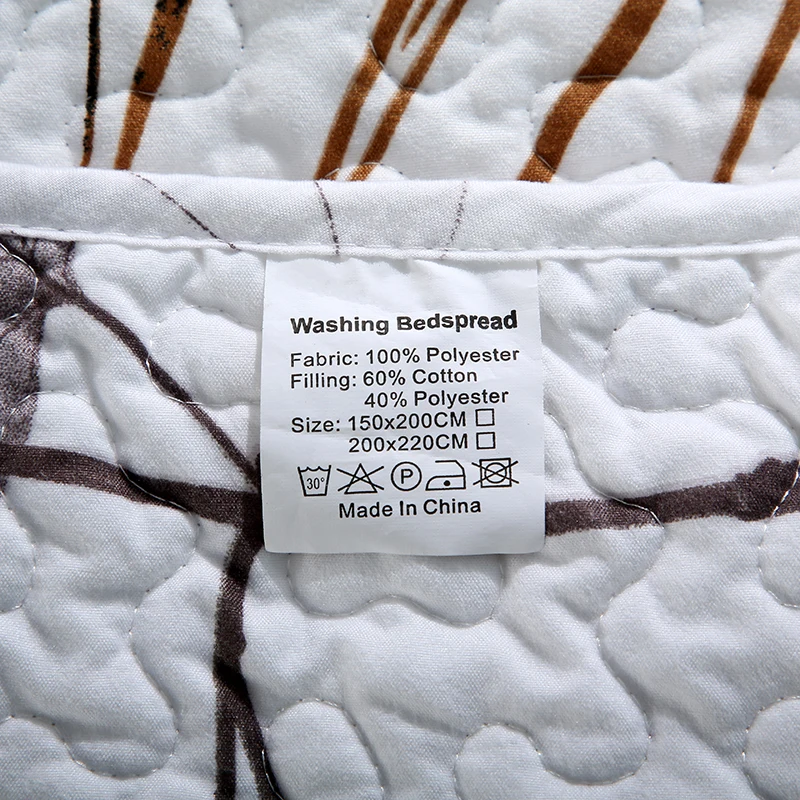 Washing Bedspread
Fabric: 100% Polyester
Filling: 60% Cotton
40% Polyester
Size: 150x200CM
200x220CM
30° P
Made In China